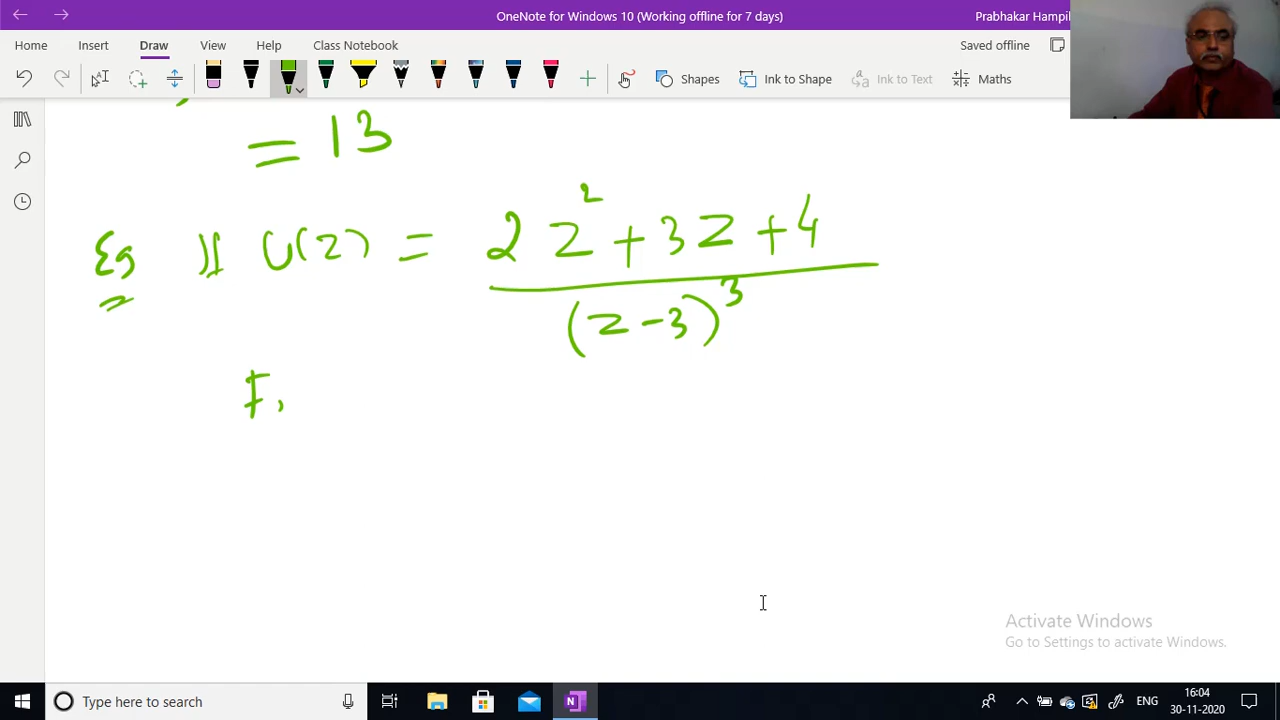 OneNote for Windows 10 (Working offline for 7 days)
Prabhakar Hampil
Home Insert Draw View Help Class Notebook
Saved offline
Shapes Ink to Shape Ink to Text Maths
= 13
Eg If U(z) = 2z² + 3z + 4
(z - 3)³
Activate Windows
Go to Settings to activate Windows.
Type here to search
ENG
16:04
30-11-2020